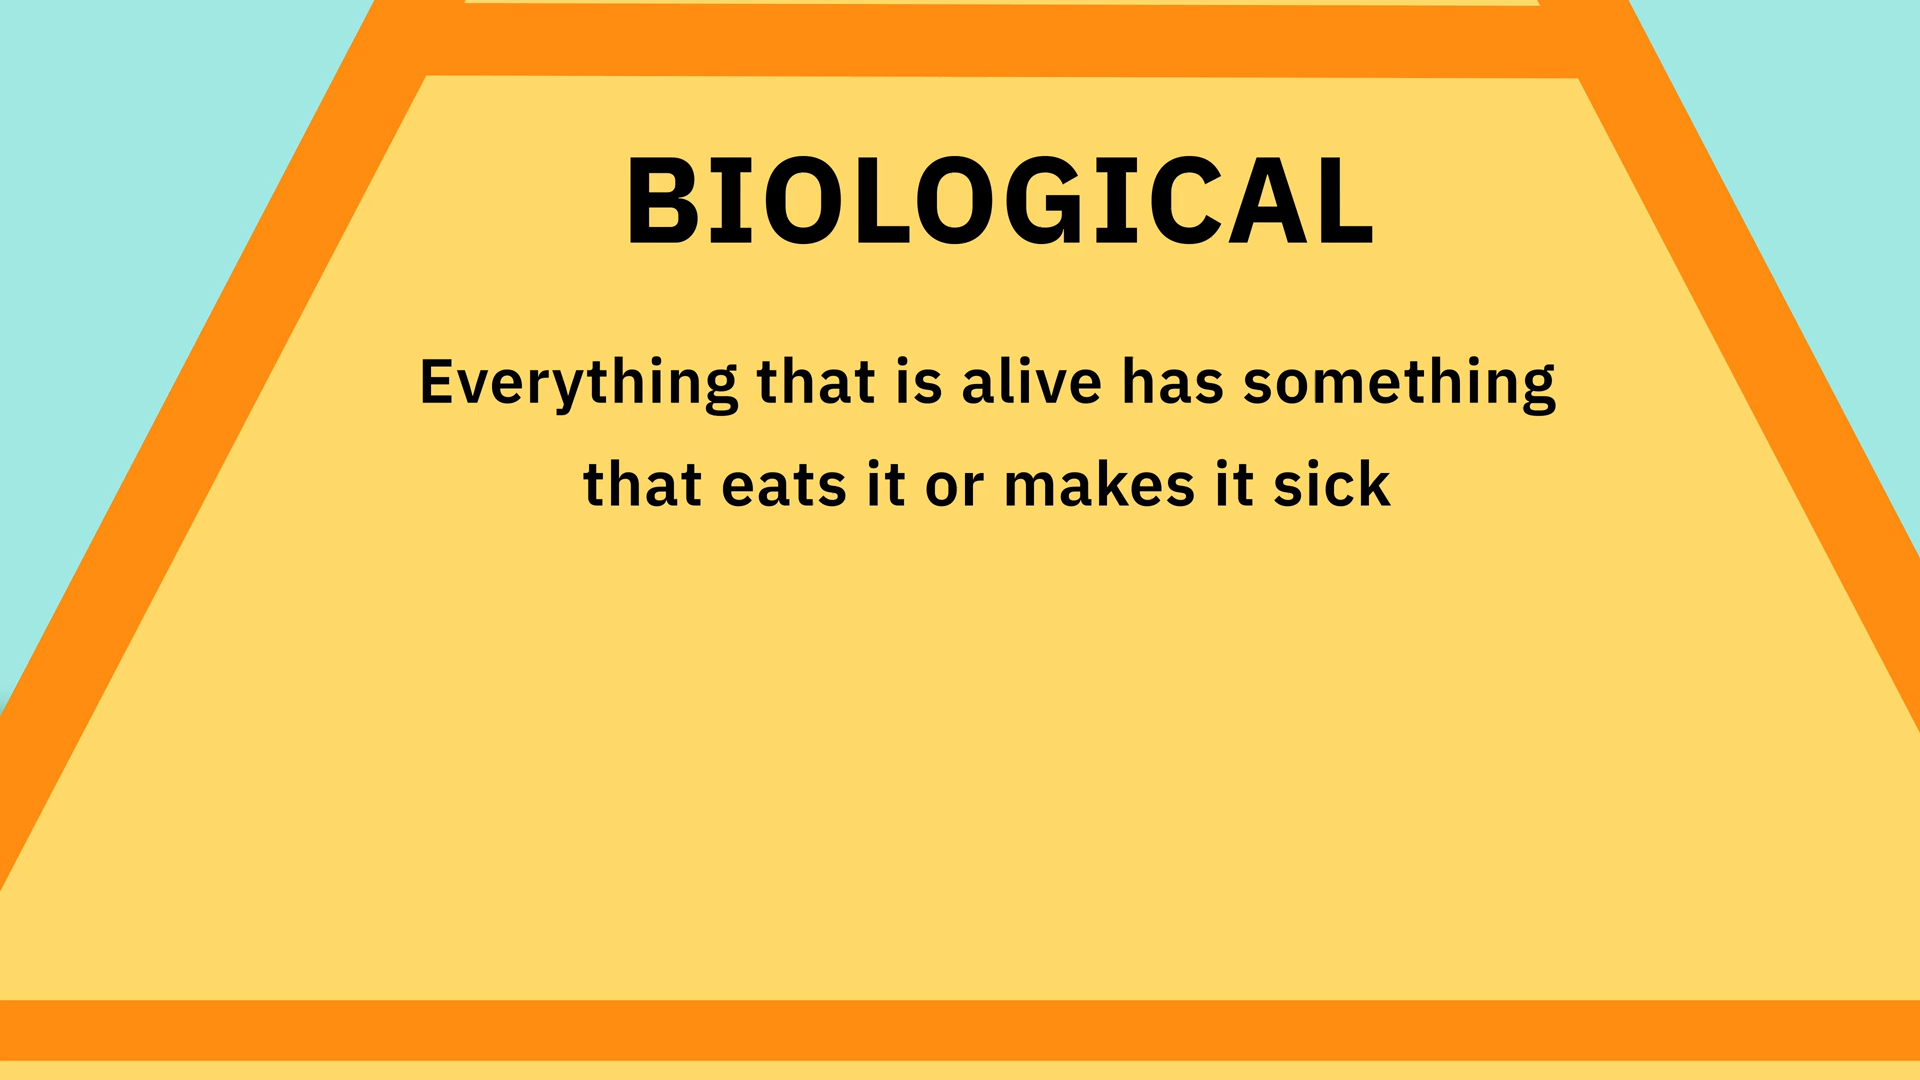 BIOLOGICAL
Everything that is alive has something
that eats it or makes it sick